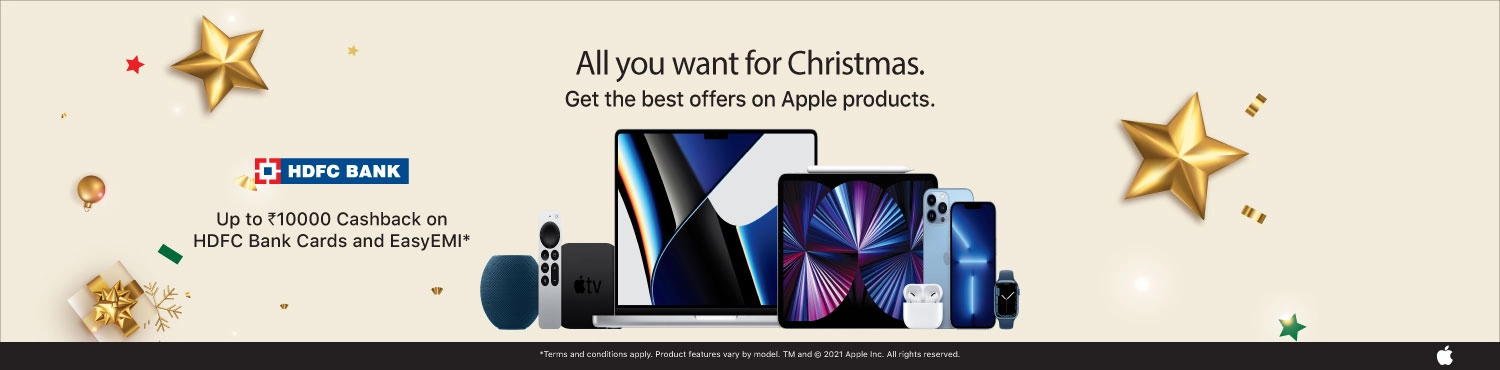 All you want for Christmas.
Get the best offers on Apple products.
HDFC BANK
Up to ₹10000 Cashback on
HDFC Bank Cards and EasyEMI*
tv
*Terms and conditions apply. Product features vary by model. TM and © 2021 Apple Inc. All rights reserved.